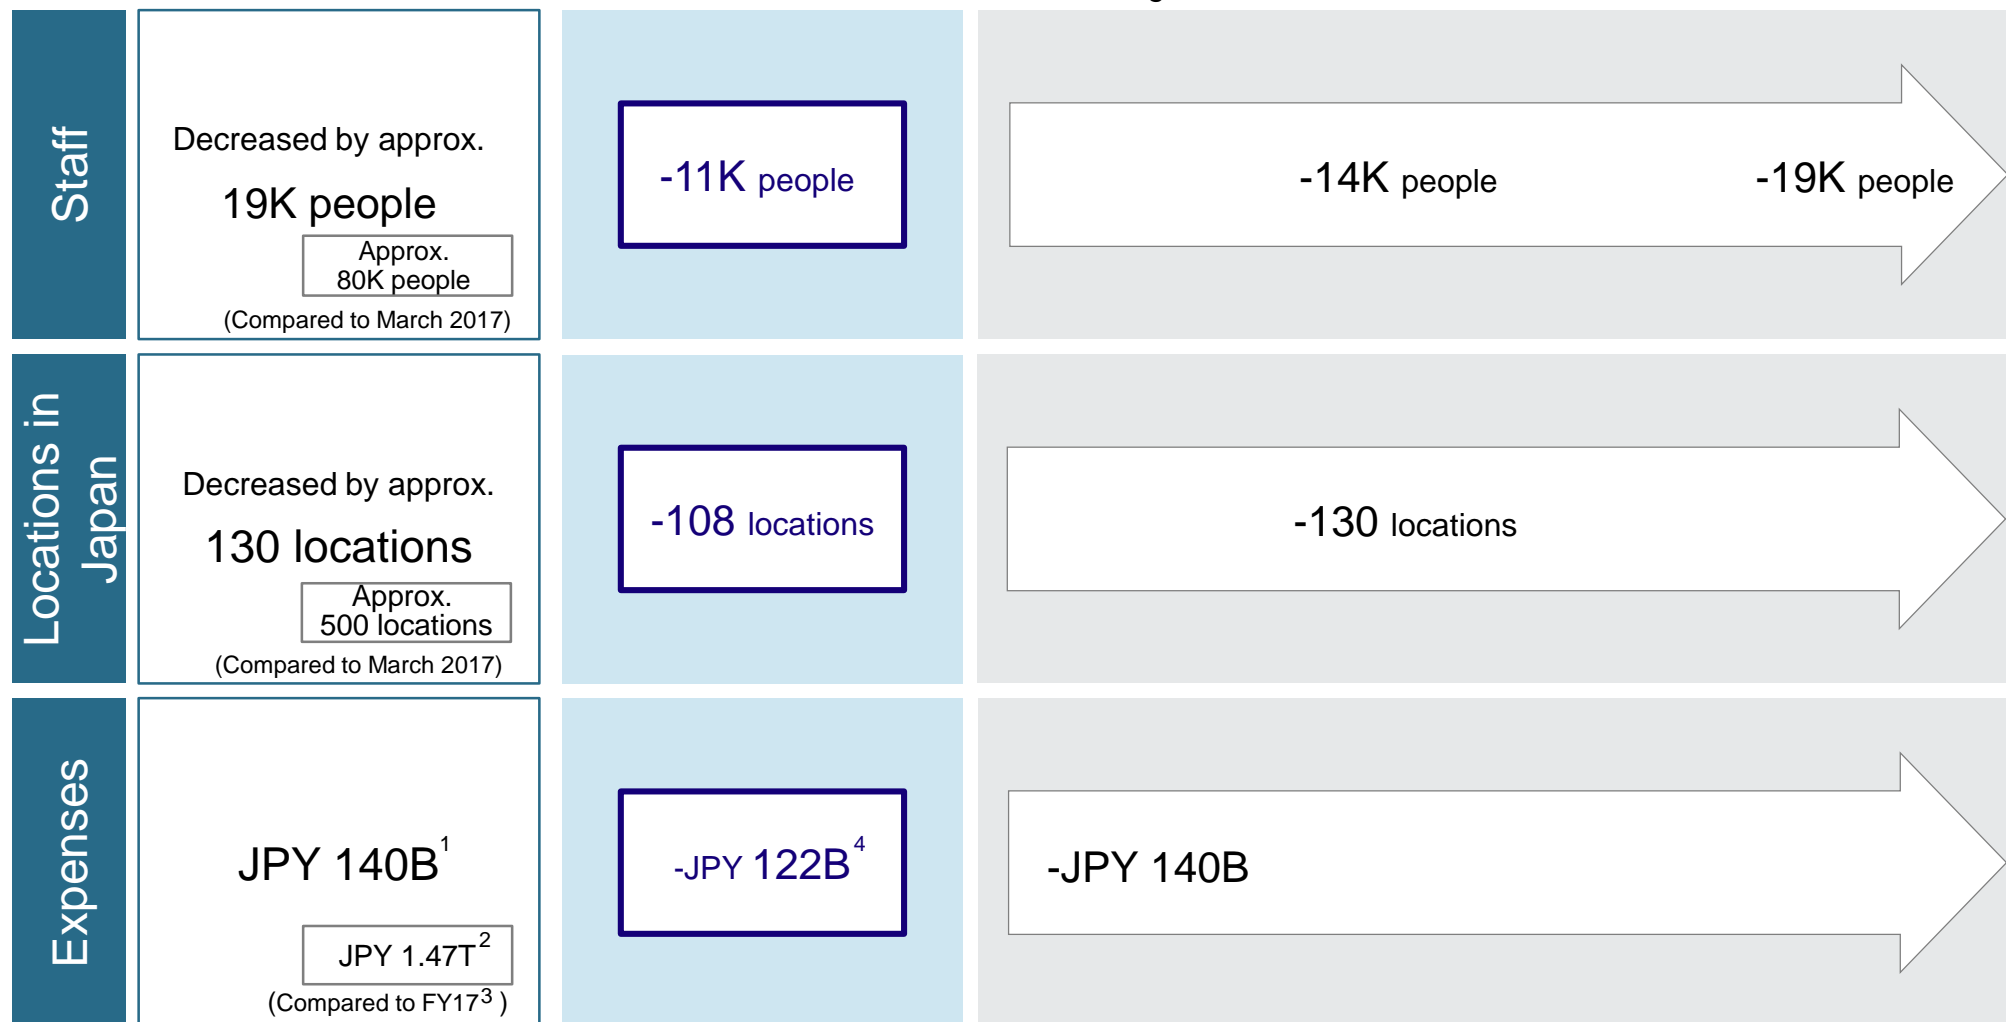 Staff
Decreased by approx.
19K people
Approx.
80K people
(Compared to March 2017)
-11K people
-14K people
-19K people
Locations in
Japan
Decreased by approx.
130 locations
Approx.
500 locations
(Compared to March 2017)
-108 locations
-130 locations
Expenses
JPY 140B1
JPY 1.47T2
(Compared to FY173 )
-JPY 122B4
-JPY 140B